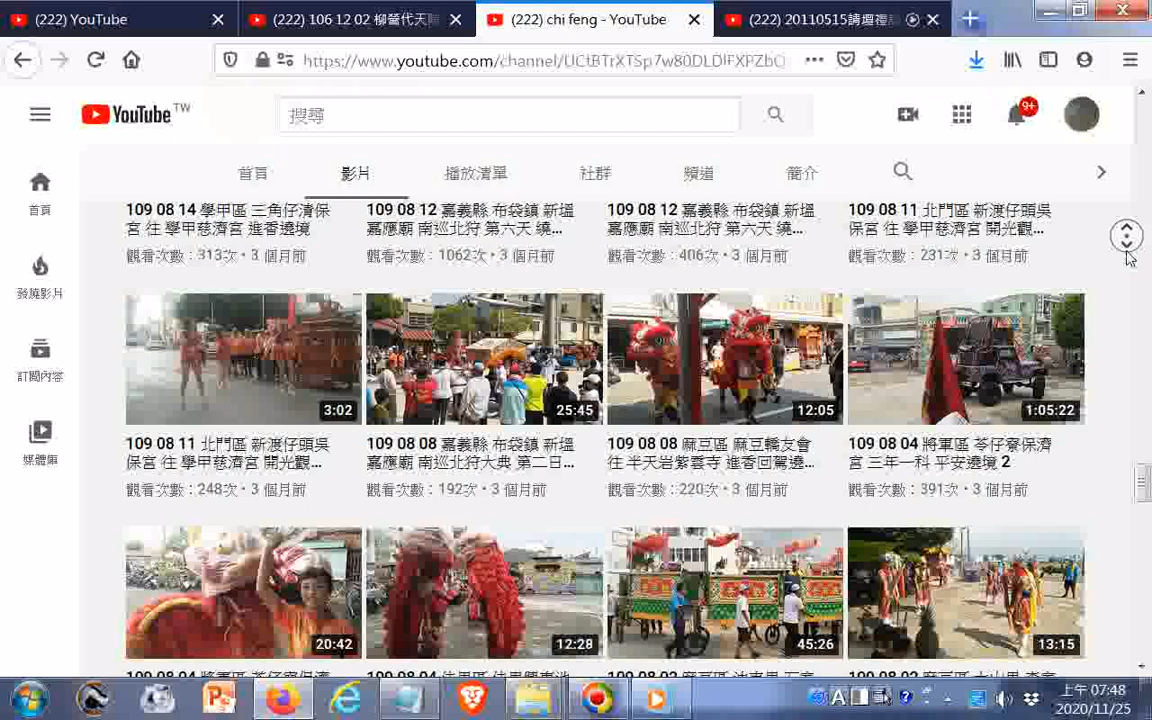 (222) YouTube
(222) 106 12 02 柳營代天
(222) chi feng - YouTube
(222) 20110515請壇禮
https://www.youtube.com/channel/UCtBTrXTSp7w80DLDlFXPZbQ
YouTube TW
搜尋
9+
首頁
影片
播放清單
社群
頻道
簡介
首頁
發燒影片
訂閱內容
媒體庫
109 08 14 學甲區 三角仔清保
宮 往 學甲慈濟宮 進香遶境
觀看次數：313次 • 3 個月前
109 08 12 嘉義縣 布袋鎮 新塭
嘉應廟 南巡北狩 第六天 繞...
觀看次數：1062次 • 3 個月前
109 08 12 嘉義縣 布袋鎮 新塭
嘉應廟 南巡北狩 第六天 繞...
觀看次數：406次 • 3 個月前
109 08 11 北門區 新渡仔頭吳
保宮 往 學甲慈濟宮 開光觀...
觀看次數：231次 • 3 個月前
3:02
25:45
12:05
1:05:22
109 08 11 北門區 新渡仔頭吳
保宮 往 學甲慈濟宮 開光觀...
觀看次數：248次 • 3 個月前
109 08 08 嘉義縣 布袋鎮 新塭
嘉應廟 南巡北狩大典 第二日...
觀看次數：192次 • 3 個月前
109 08 08 麻豆區 麻豆轎友會
往 半天岩紫雲寺 進香回駕遶...
觀看次數：220次 • 3 個月前
109 08 04 將軍區 苓仔寮保濟
宮 三年一科 平安遶境 2
觀看次數：391次 • 3 個月前
20:42
12:28
45:26
13:15
上午 07:48
2020/11/25